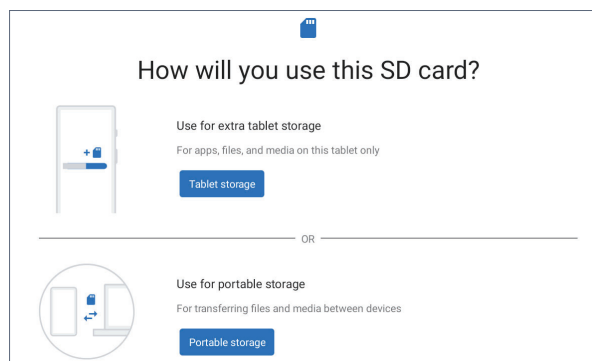 How will you use this SD card?
Use for extra tablet storage
For apps, files, and media on this tablet only
Tablet storage
OR
Use for portable storage
For transferring files and media between devices
Portable storage